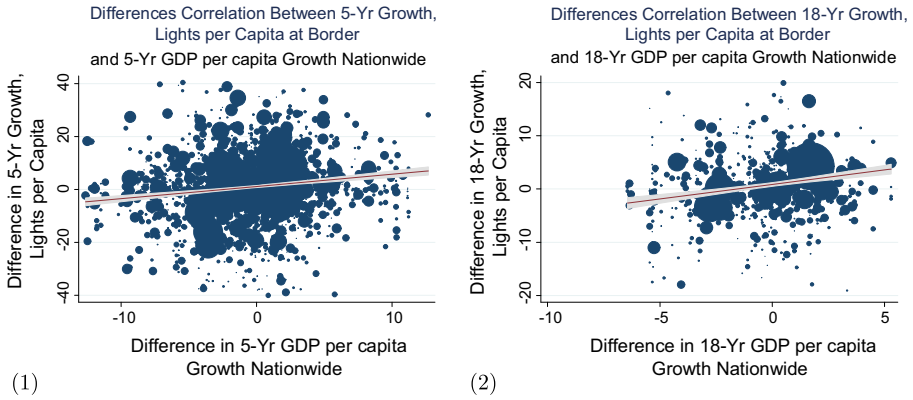 Differences Correlation Between 5-Yr Growth,
Lights per Capita at Border
and 5-Yr GDP per capita Growth Nationwide
Difference in 5-Yr Growth,
Lights per Capita
40
20
0
20
40
-10
0
10
Difference in 5-Yr GDP per capita
Growth Nationwide
(1)
Differences Correlation Between 18-Yr Growth,
Lights per Capita at Border
and 18-Yr GDP per capita Growth Nationwide
Difference in 18-Yr Growth,
Lights per Capita
20
10
0
-10
-20
-10
-5
0
5
Difference in 18-Yr GDP per capita
Growth Nationwide
(2)